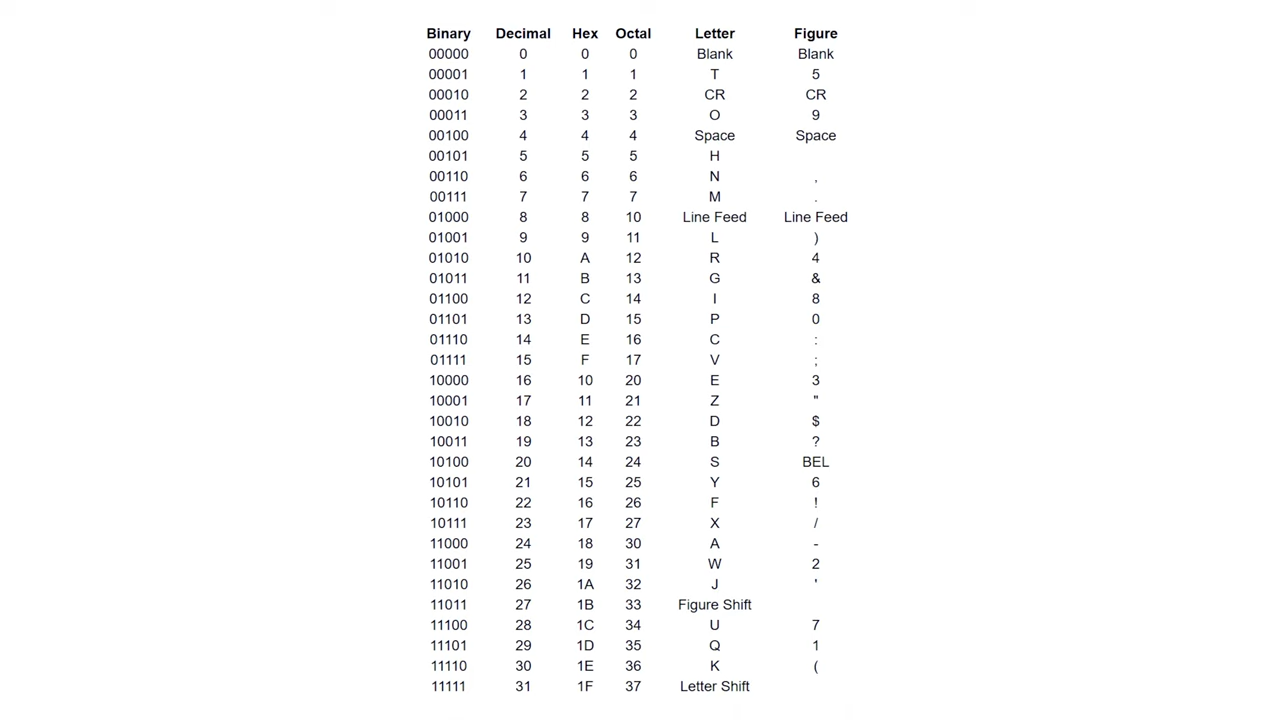 Binary Decimal Hex Octal Letter Figure
00000 0 0 0 Blank Blank
00001 1 1 1 T 5
00010 2 2 2 CR CR
00011 3 3 3 O 9
00100 4 4 4 Space Space
00101 5 5 5 H
00110 6 6 6 N ,
00111 7 7 7 M .
01000 8 8 10 Line Feed Line Feed
01001 9 9 11 L )
01010 10 A 12 R 4
01011 11 B 13 G &
01100 12 C 14 I 8
01101 13 D 15 P 0
01110 14 E 16 C :
01111 15 F 17 V ;
10000 16 10 20 E 3
10001 17 11 21 Z "
10010 18 12 22 D $
10011 19 13 23 B ?
10100 20 14 24 S BEL
10101 21 15 25 Y 6
10110 22 16 26 F !
10111 23 17 27 X /
11000 24 18 30 A -
11001 25 19 31 W 2
11010 26 1A 32 J '
11011 27 1B 33 Figure Shift
11100 28 1C 34 U 7
11101 29 1D 35 Q 1
11110 30 1E 36 K (
11111 31 1F 37 Letter Shift